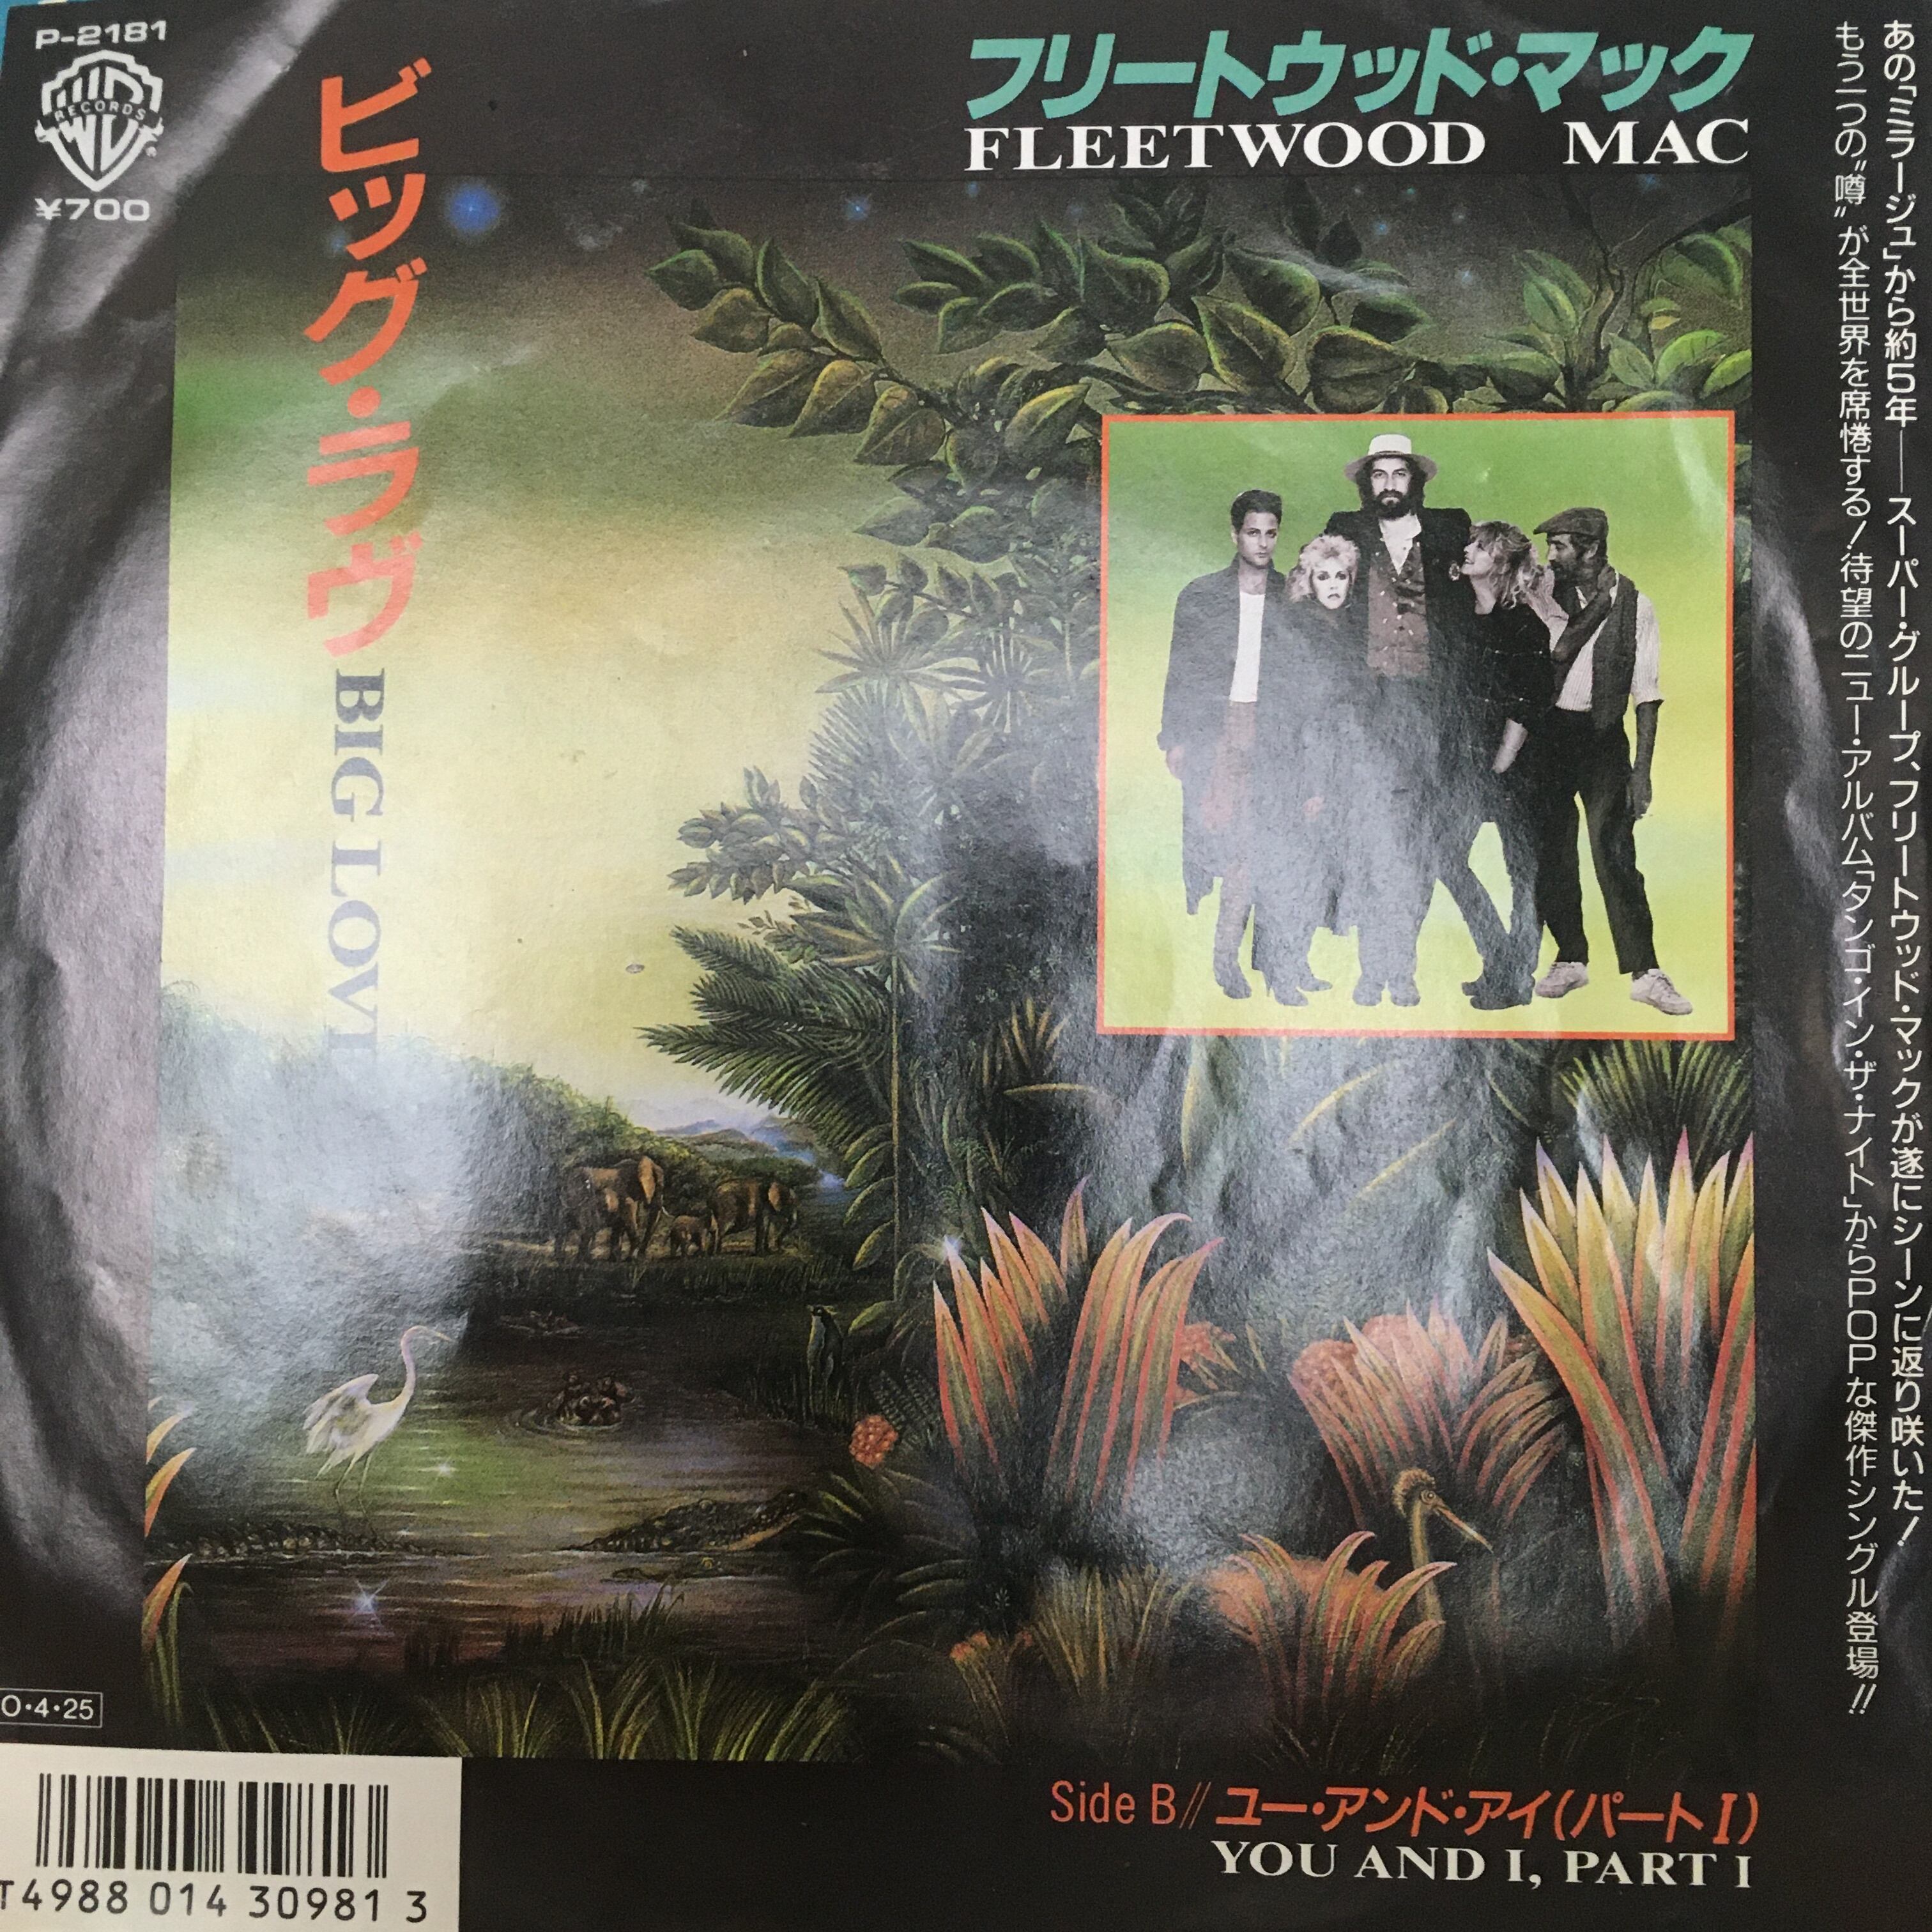 P-2181
RECORDS
¥700
フリートウッド・マック
FLEETWOOD MAC
ビッグ・ラヴ
BIG LOVE
あの「ミラージュ」から約5年──スーパー・グループ、フリートウッド・マックが遂にシーンに返り咲いた!
もう一つの"噂"が全世界を席捲する!待望のニュー・アルバム「タンゴ・イン・ザ・ナイト」からPOPな傑作シングル登場!!
O・4・25
Side B// ユー・アンド・アイ(パートI)
YOU AND I, PART I
T4988 014 30981 3